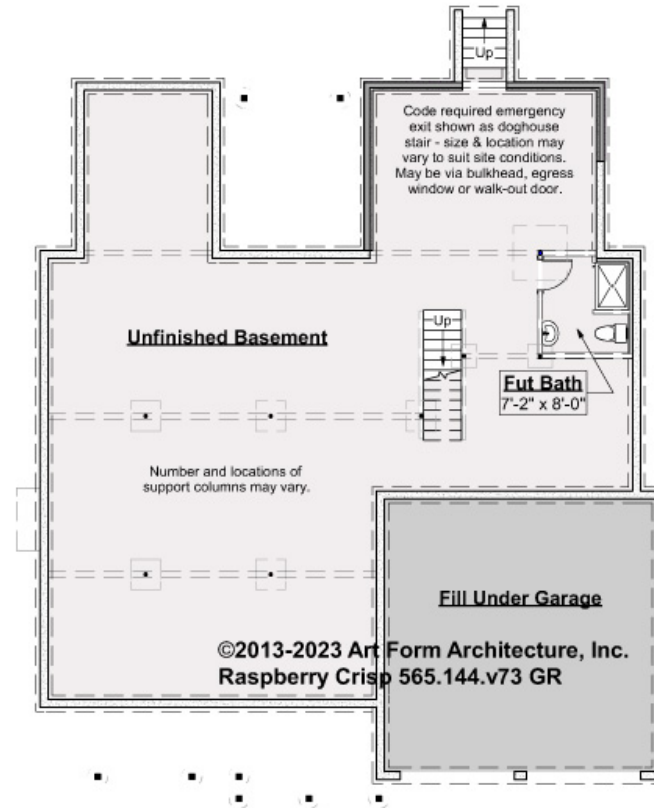 Up
Code required emergency
exit shown as doghouse
stair - size & location may
vary to suit site conditions.
May be via bulkhead, egress
window or walk-out door.
Unfinished Basement
Up
Fut Bath
7'-2" x 8'-0"
Number and locations of
support columns may vary.
Fill Under Garage
©2013-2023 Art Form Architecture, Inc.
Raspberry Crisp 565.144.v73 GR